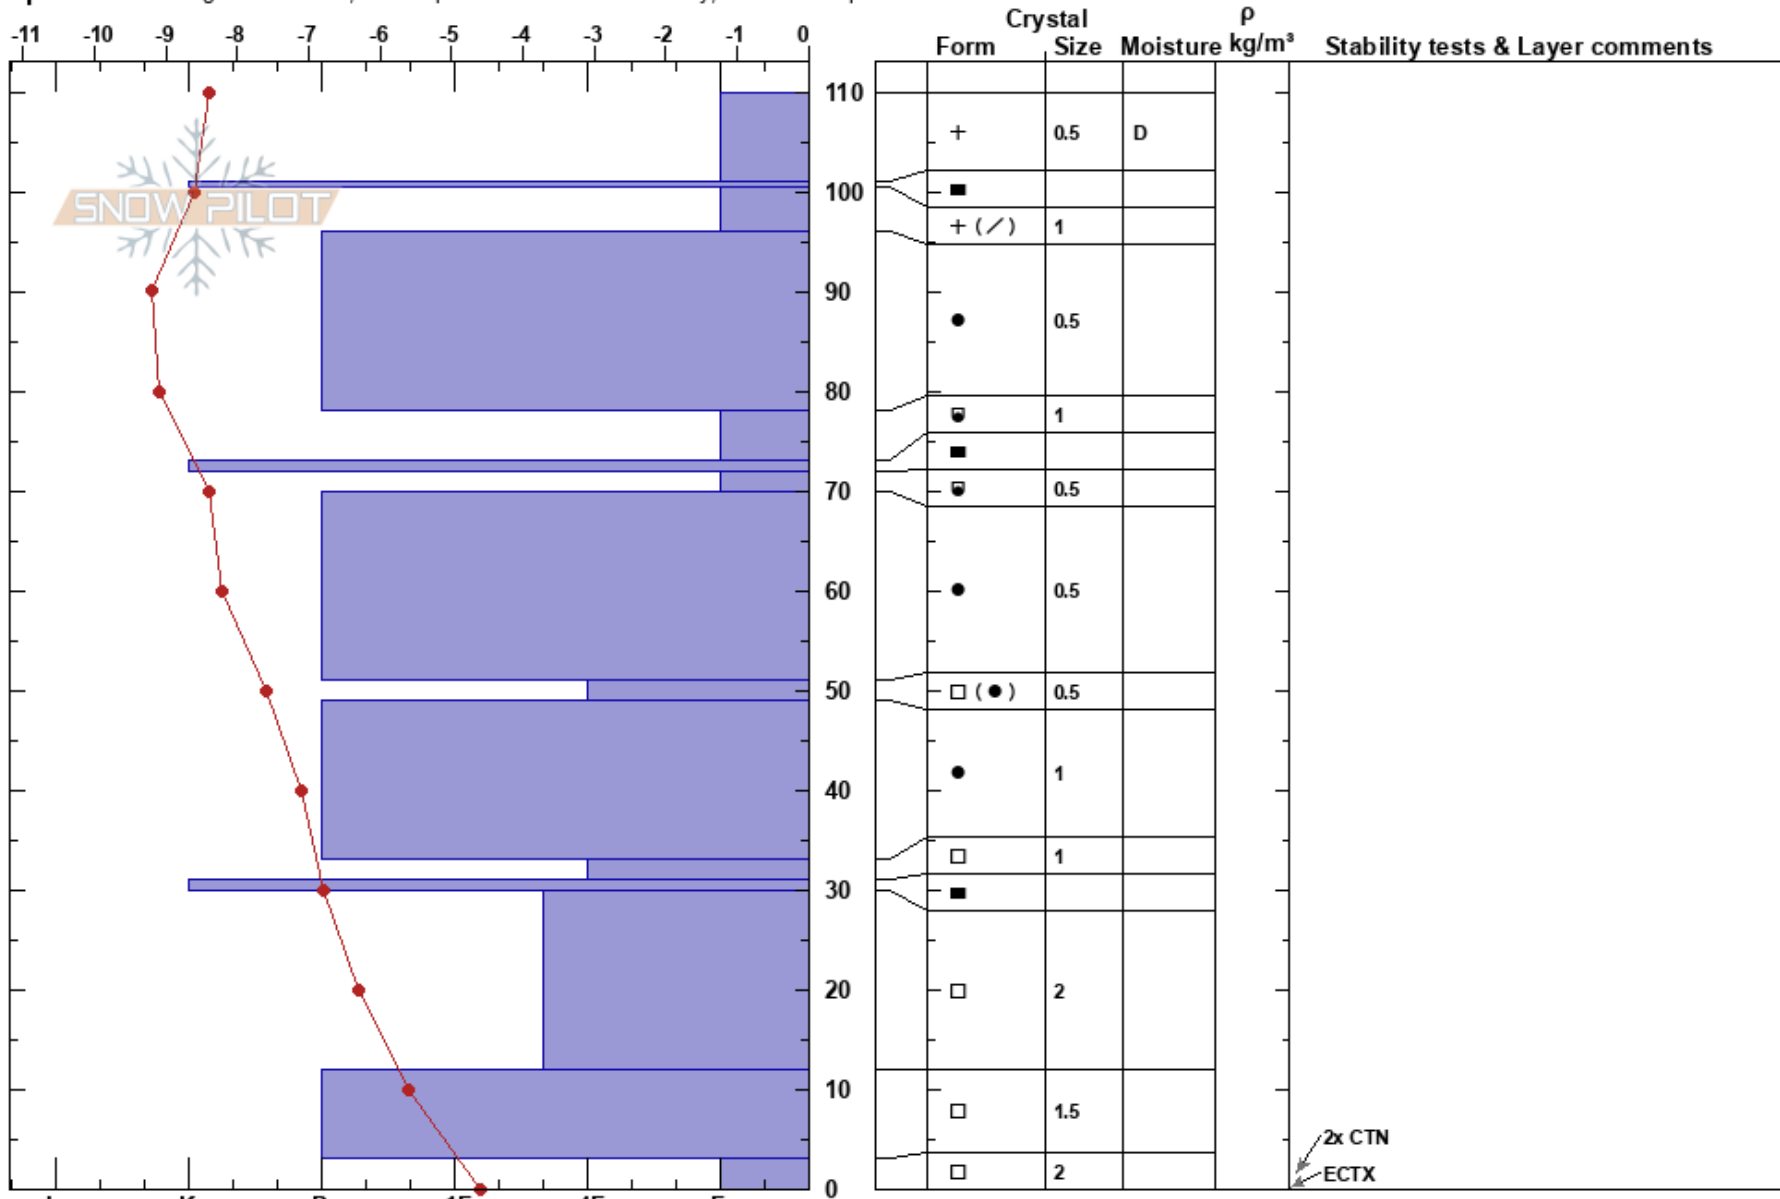 Crystal ρ
-11 -10 -9 -8 -7 -6 -5 -4 -3 -2 -1 0 Form Size Moisture kg/m³ Stability tests & Layer comments
110
+ 0.5 D
SNOW PILOT 100 ■
+ (/) 1
90
● 0.5
80
1
■
70 0.5
60 ● 0.5
50 □ (●) 0.5
● 1
40
□ 1
30 ■
20 □ 2
10
□ 1.5
2x CTN
□ 2 ECTX
0